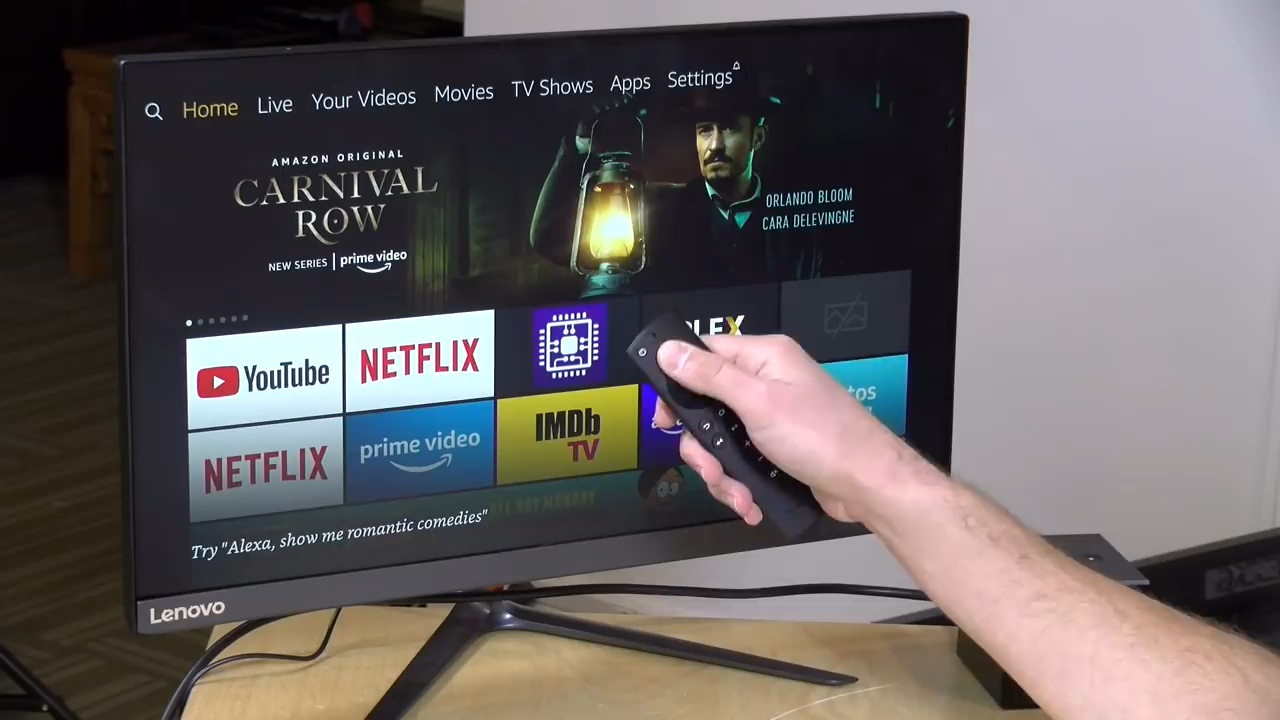 Home Live Your Videos Movies TV Shows Apps Settings
AMAZON ORIGINAL
CARNIVAL
ROW
NEW SERIES | prime video
ORLANDO BLOOM
CARA DELEVINGNE
YouTube
NETFLIX
NETFLIX
prime video
IMDb
TV
Try "Alexa, show me romantic comedies"
Lenovo